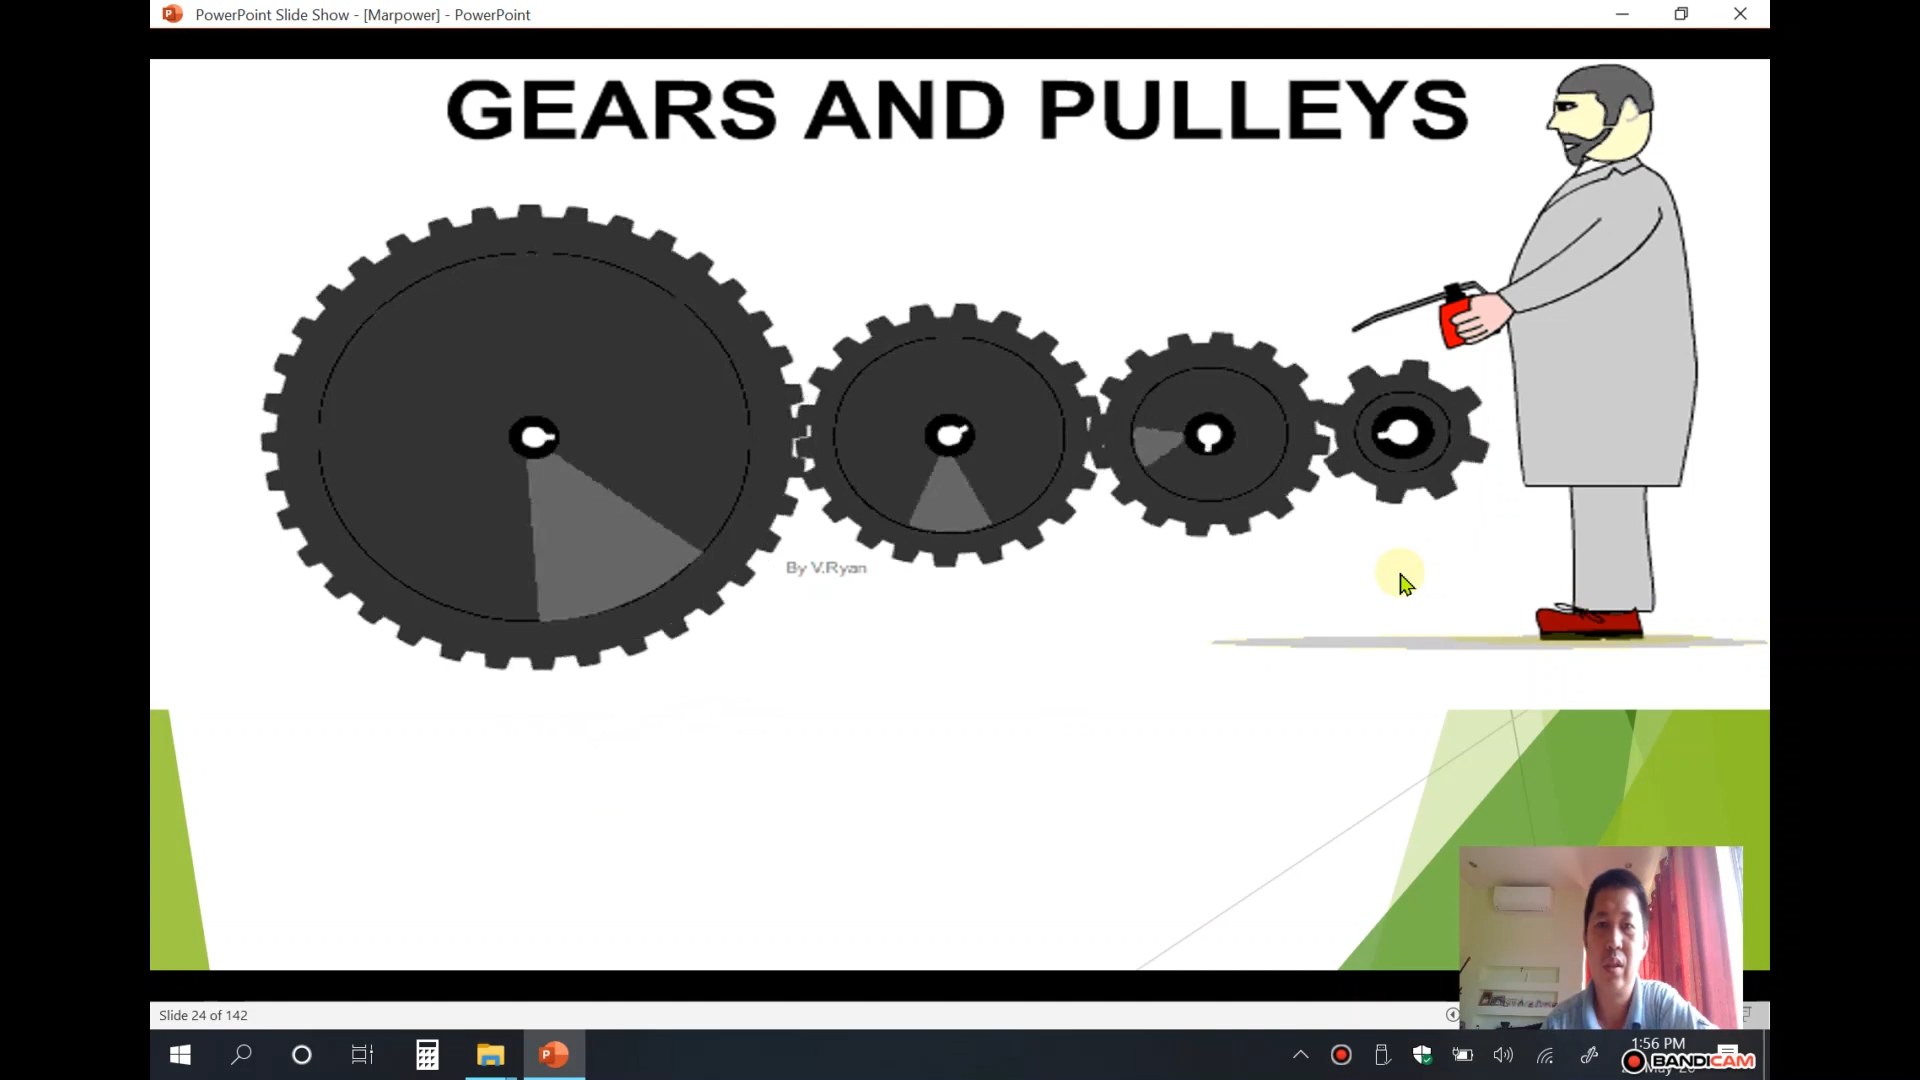 PowerPoint Slide Show - [Marpower] - PowerPoint
GEARS AND PULLEYS
By V.Ryan
Slide 24 of 142
1:56 PM
BANDICAM